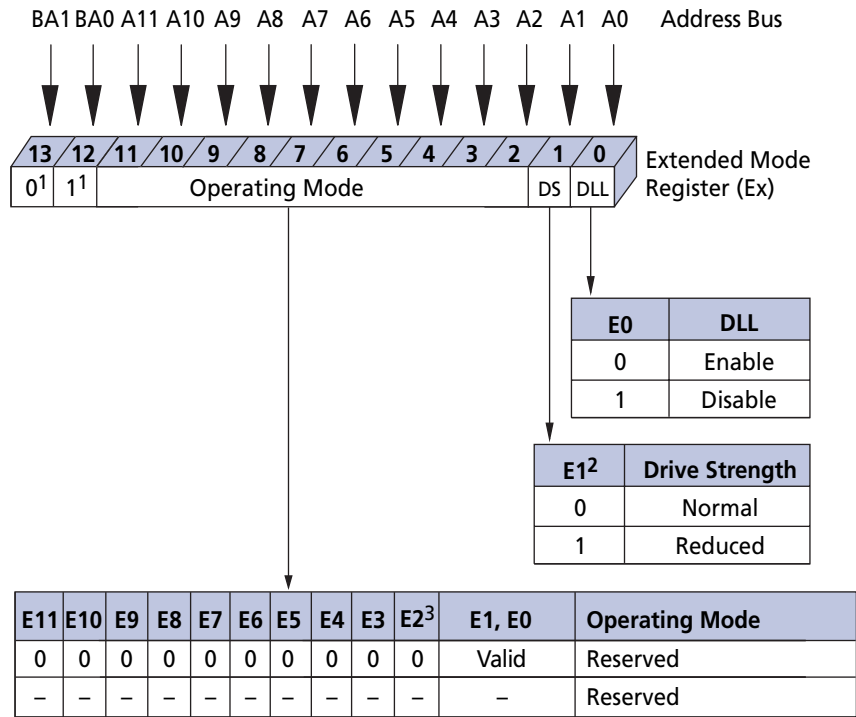 BA1 BA0 A11 A10 A9 A8 A7 A6 A5 A4 A3 A2 A1 A0 Address Bus
13 12 11 10 9 8 7 6 5 4 3 2 1 0
0¹ 1¹ Operating Mode DS DLL
Extended Mode
Register (Ex)
E0 DLL
0 Enable
1 Disable
E1² Drive Strength
0 Normal
1 Reduced
E11 E10 E9 E8 E7 E6 E5 E4 E3 E2³ E1, E0 Operating Mode
0 0 0 0 0 0 0 0 0 0 Valid Reserved
– – – – – – – – – – – Reserved